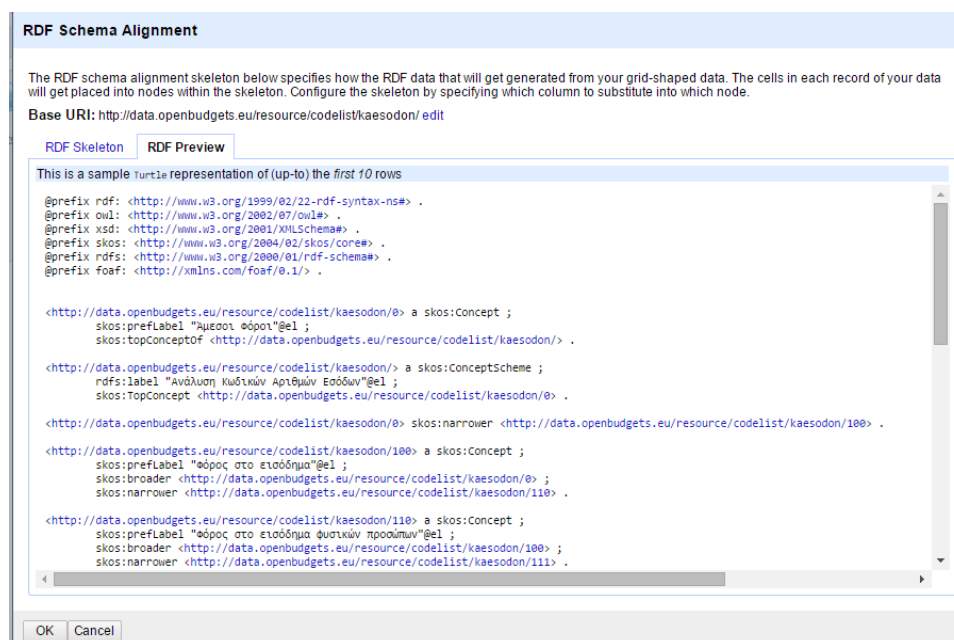 RDF Schema Alignment
The RDF schema alignment skeleton below specifies how the RDF data that will get generated from your grid-shaped data. The cells in each record of your data
will get placed into nodes within the skeleton. Configure the skeleton by specifying which column to substitute into which node.
Base URI: http://data.openbudgets.eu/resource/codelist/kaesodon/ edit
RDF Skeleton RDF Preview
This is a sample Turtle representation of (up-to) the first 10 rows
@prefix rdf: <http://www.w3.org/1999/02/22-rdf-syntax-ns#> .
@prefix owl: <http://www.w3.org/2002/07/owl#> .
@prefix xsd: <http://www.w3.org/2001/XMLSchema#> .
@prefix skos: <http://www.w3.org/2004/02/skos/core#> .
@prefix rdfs: <http://www.w3.org/2000/01/rdf-schema#> .
@prefix foaf: <http://xmlns.com/foaf/0.1/> .
<http://data.openbudgets.eu/resource/codelist/kaesodon/0> a skos:Concept ;
skos:prefLabel "Άμεσοι Φόροι"@el ;
skos:topConceptOf <http://data.openbudgets.eu/resource/codelist/kaesodon/> .
<http://data.openbudgets.eu/resource/codelist/kaesodon/> a skos:ConceptScheme ;
rdfs:label "Ανάλυση Κωδικών Αριθμών Εσόδων"@el ;
skos:TopConcept <http://data.openbudgets.eu/resource/codelist/kaesodon/0> .
<http://data.openbudgets.eu/resource/codelist/kaesodon/0> skos:narrower <http://data.openbudgets.eu/resource/codelist/kaesodon/100> .
<http://data.openbudgets.eu/resource/codelist/kaesodon/100> a skos:Concept ;
skos:prefLabel "Φόρος στο εισόδημα"@el ;
skos:broader <http://data.openbudgets.eu/resource/codelist/kaesodon/0> ;
skos:narrower <http://data.openbudgets.eu/resource/codelist/kaesodon/110> .
<http://data.openbudgets.eu/resource/codelist/kaesodon/110> a skos:Concept ;
skos:prefLabel "Φόρος στο εισόδημα φυσικών προσώπων"@el ;
skos:broader <http://data.openbudgets.eu/resource/codelist/kaesodon/100> ;
skos:narrower <http://data.openbudgets.eu/resource/codelist/kaesodon/111> .
OK Cancel